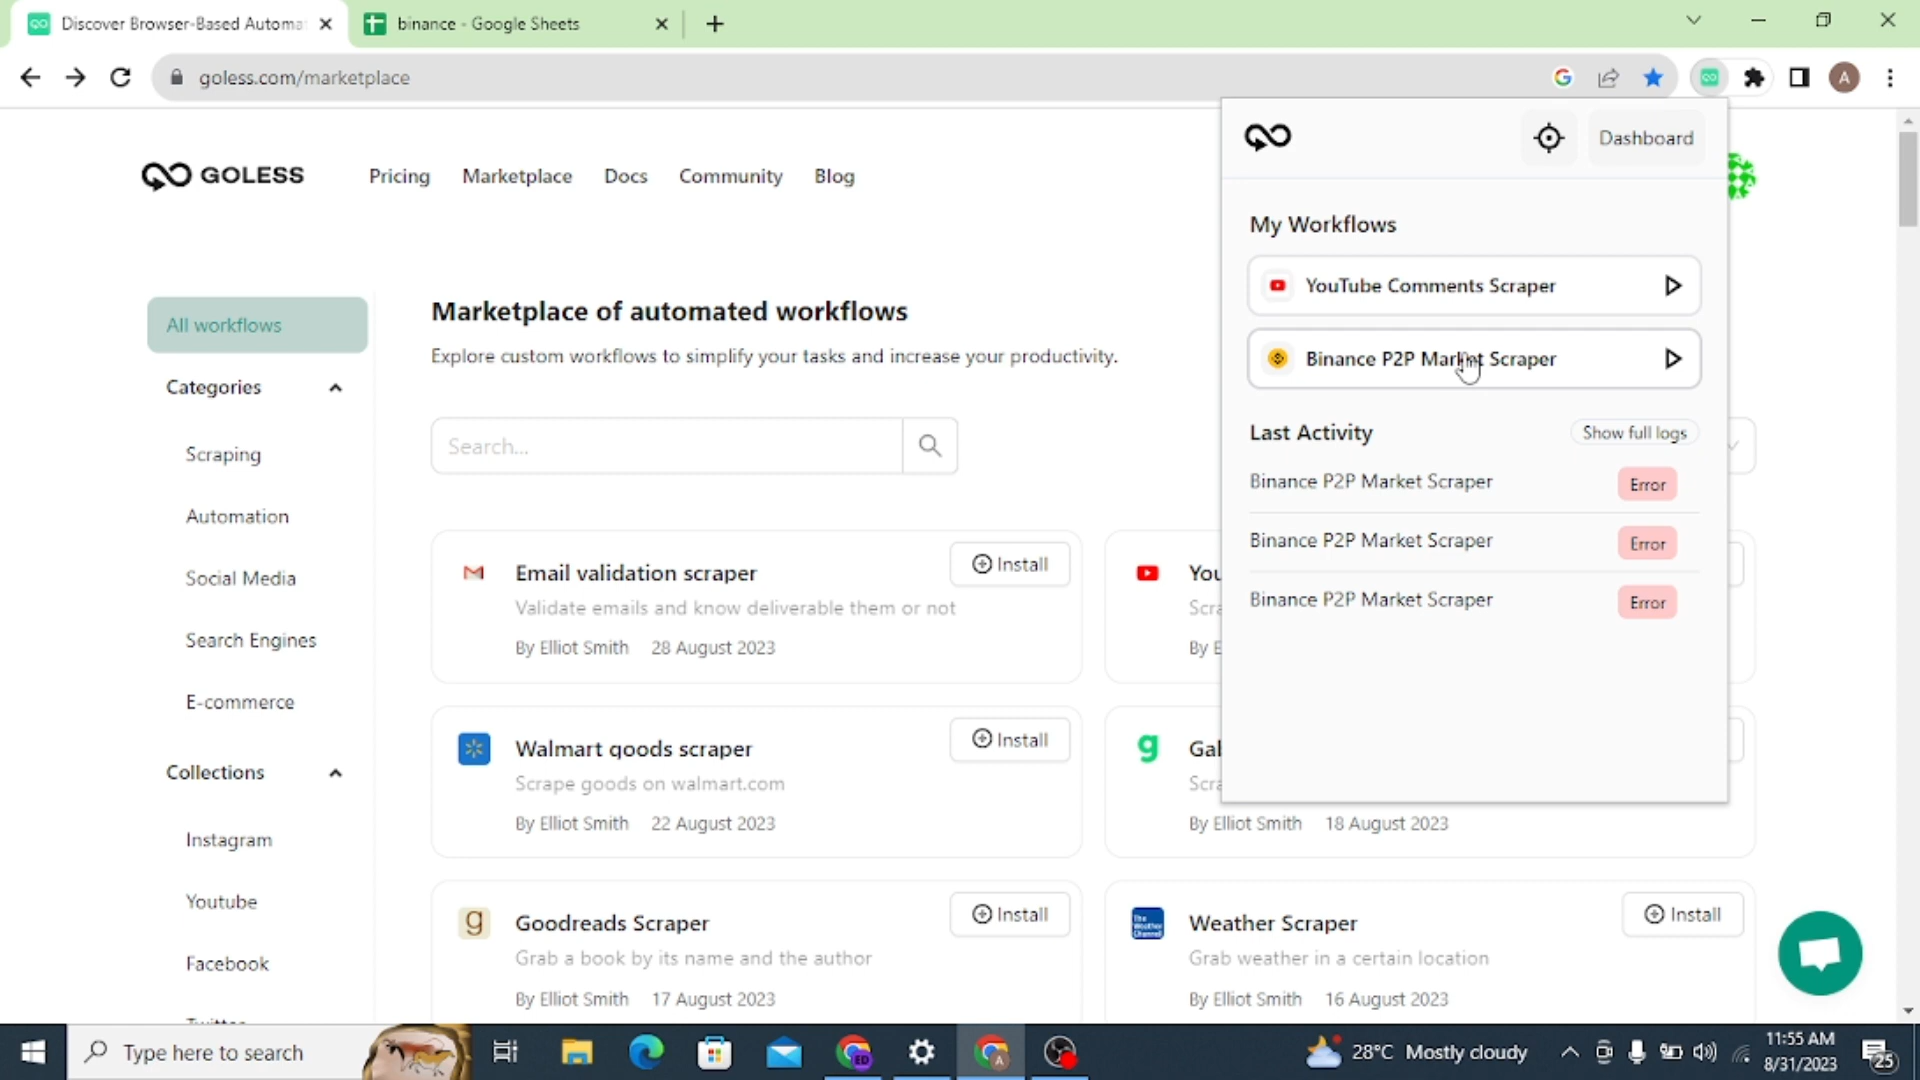 Discover Browser-Based Automa
binance - Google Sheets
goless.com/marketplace
A
GOLESS
Pricing
Marketplace
Docs
Community
Blog
Dashboard
My Workflows
YouTube Comments Scraper
Binance P2P Market Scraper
Last Activity
Show full logs
Binance P2P Market Scraper
Error
Binance P2P Market Scraper
Error
Binance P2P Market Scraper
Error
All workflows
Categories
Scraping
Automation
Social Media
Search Engines
E-commerce
Collections
Instagram
Youtube
Facebook
Marketplace of automated workflows
Explore custom workflows to simplify your tasks and increase your productivity.
Search...
Email validation scraper
Install
Validate emails and know deliverable them or not
By Elliot Smith 28 August 2023
You
Scra
By E
Walmart goods scraper
Install
Scrape goods on walmart.com
By Elliot Smith 22 August 2023
Gal
Scra
By Elliot Smith 18 August 2023
Goodreads Scraper
Install
Grab a book by its name and the author
By Elliot Smith 17 August 2023
Weather Scraper
Install
Grab weather in a certain location
By Elliot Smith 16 August 2023
Type here to search
ED
A
28°C Mostly cloudy
11:55 AM
8/31/2023
25